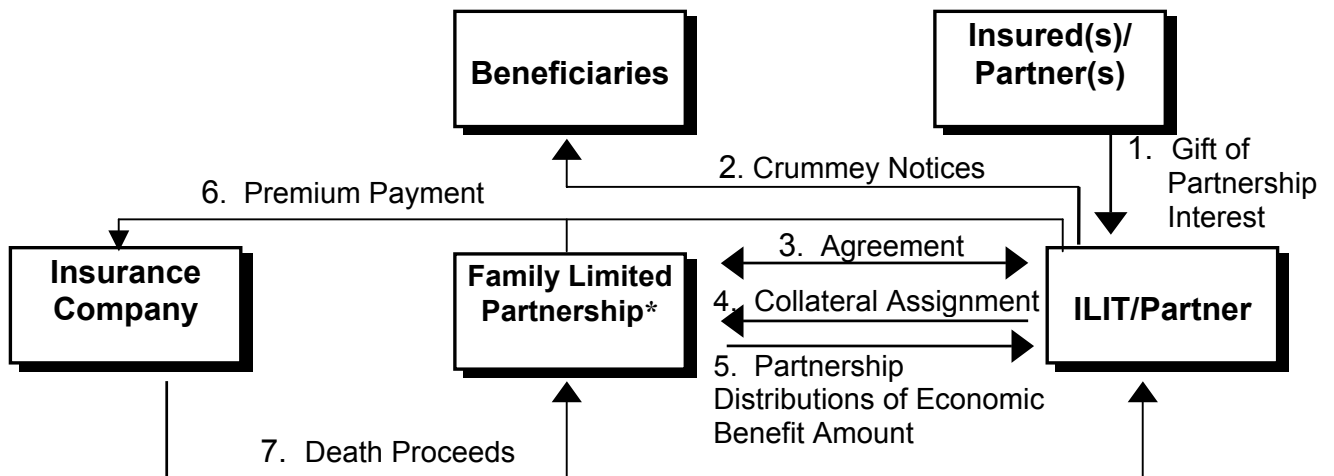 Beneficiaries
Insured(s)/
Partner(s)
1. Gift of
Partnership
Interest
2. Crummey Notices
6. Premium Payment
Insurance
Company
Family Limited
Partnership*
3. Agreement
4. Collateral Assignment
5. Partnership
Distributions of Economic
Benefit Amount
ILIT/Partner
7. Death Proceeds